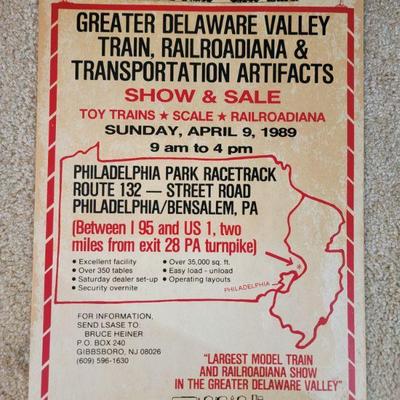 GREATER DELAWARE VALLEY
TRAIN, RAILROADIANA &
TRANSPORTATION ARTIFACTS
SHOW & SALE
TOY TRAINS ★ SCALE ★ RAILROADIANA
SUNDAY, APRIL 9, 1989
9 am to 4 pm
PHILADELPHIA PARK RACETRACK
ROUTE 132 — STREET ROAD
PHILADELPHIA/BENSALEM, PA
(Between I 95 and US 1, two
miles from exit 28 PA turnpike)
• Excellent facility
• Over 350 tables
• Saturday dealer set-up
• Security overnite
• Over 35,000 sq. ft.
• Easy load - unload
• Operating layouts
PHILADELPHIA
FOR INFORMATION,
SEND LSASE TO:
BRUCE HEINER
P.O. BOX 240
GIBBSBORO, NJ 08026
(609) 596-1630
"LARGEST MODEL TRAIN
AND RAILROADIANA SHOW
IN THE GREATER DELAWARE VALLEY"